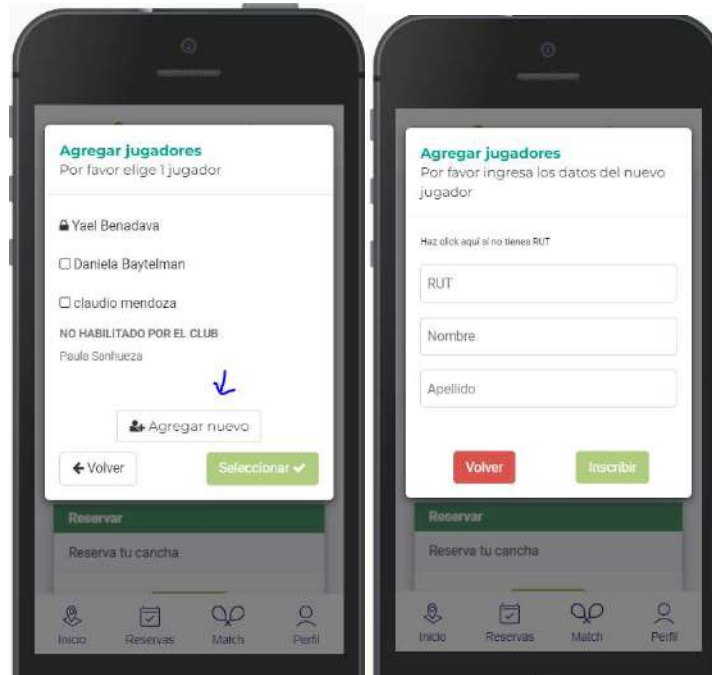 Agregar jugadores
Por favor elige 1 jugador
Yael Benadava
Daniela Baytelman
claudio mendoza
NO HABILITADO POR EL CLUB
Paula Sanhueza
Agregar nuevo
Volver
Seleccionar
Reservar
Reserva tu cancha
Inicio
Reservas
Match
Perfil
Agregar jugadores
Por favor ingresa los datos del nuevo
jugador
Haz click aquí si no tienes RUT
RUT
Nombre
Apellido
Volver
Inscribir
Reservar
Reserva tu cancha
Inicio
Reservas
Match
Perfil